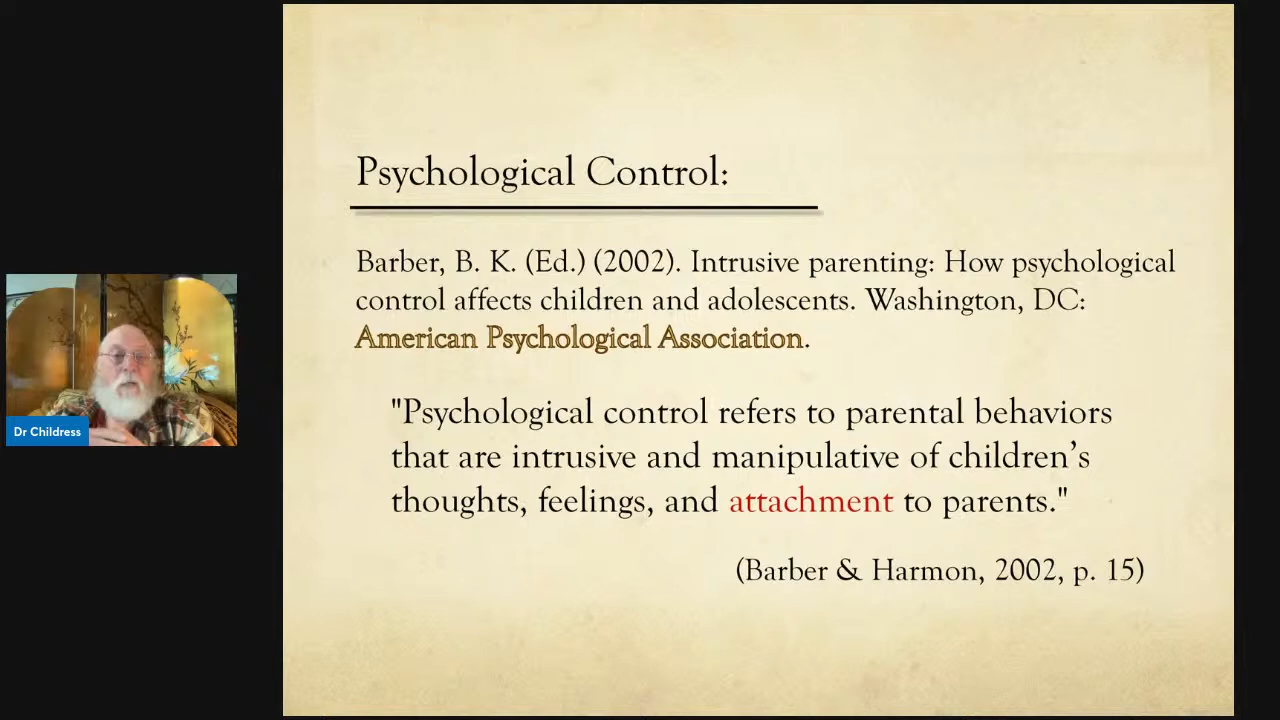 Psychological Control:
Barber, B. K. (Ed.) (2002). Intrusive parenting: How psychological
control affects children and adolescents. Washington, DC:
American Psychological Association.
"Psychological control refers to parental behaviors
that are intrusive and manipulative of children’s
thoughts, feelings, and attachment to parents."
(Barber & Harmon, 2002, p. 15)
Dr Childress